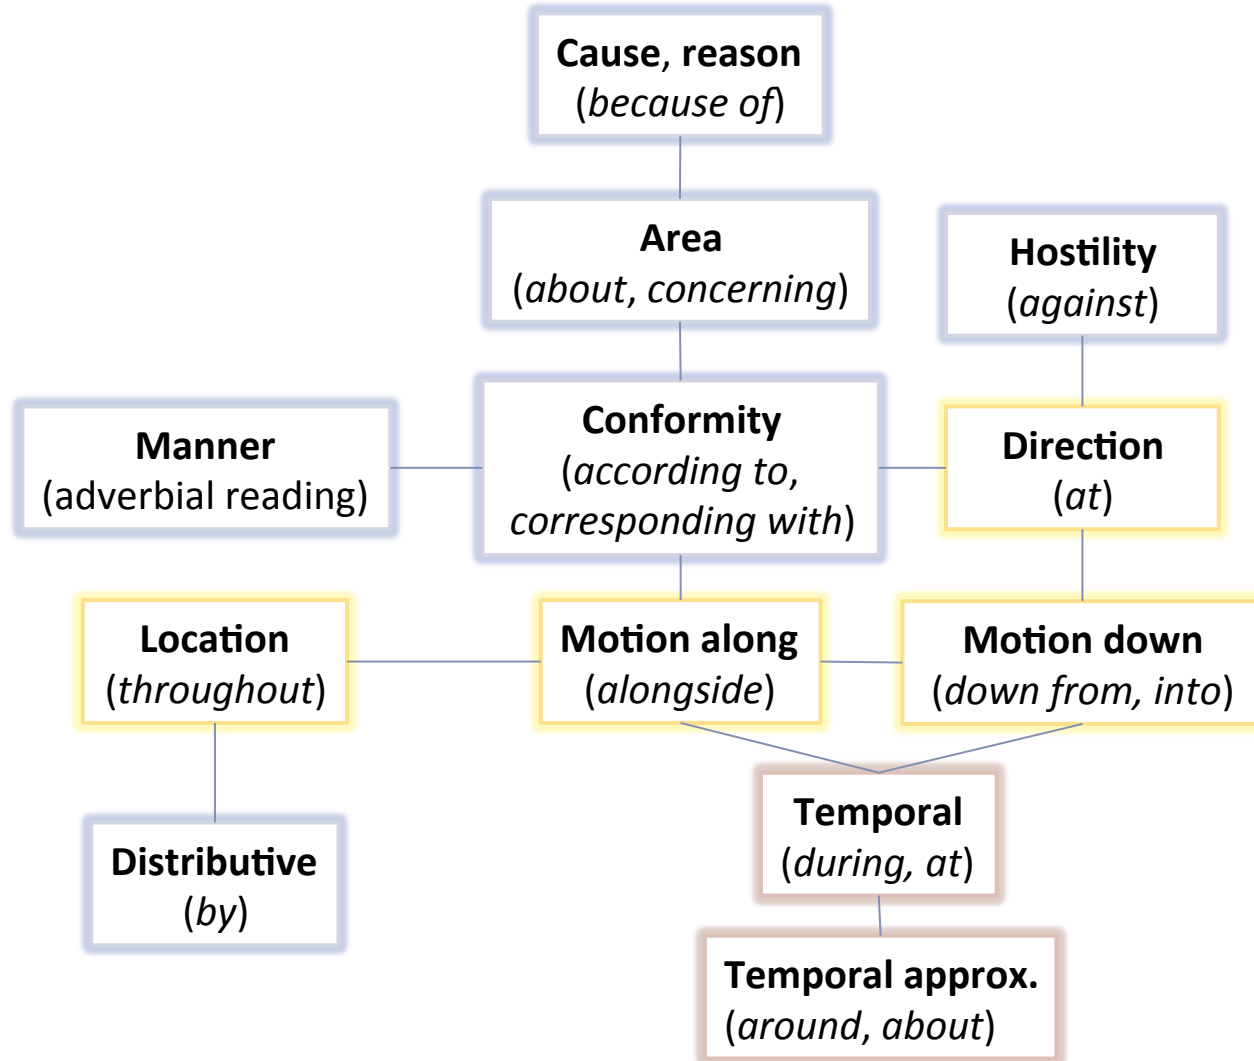 Cause, reason
(because of)
Area
(about, concerning)
Hostility
(against)
Manner
(adverbial reading)
Conformity
(according to,
corresponding with)
Direction
(at)
Location
(throughout)
Motion along
(alongside)
Motion down
(down from, into)
Distributive
(by)
Temporal
(during, at)
Temporal approx.
(around, about)